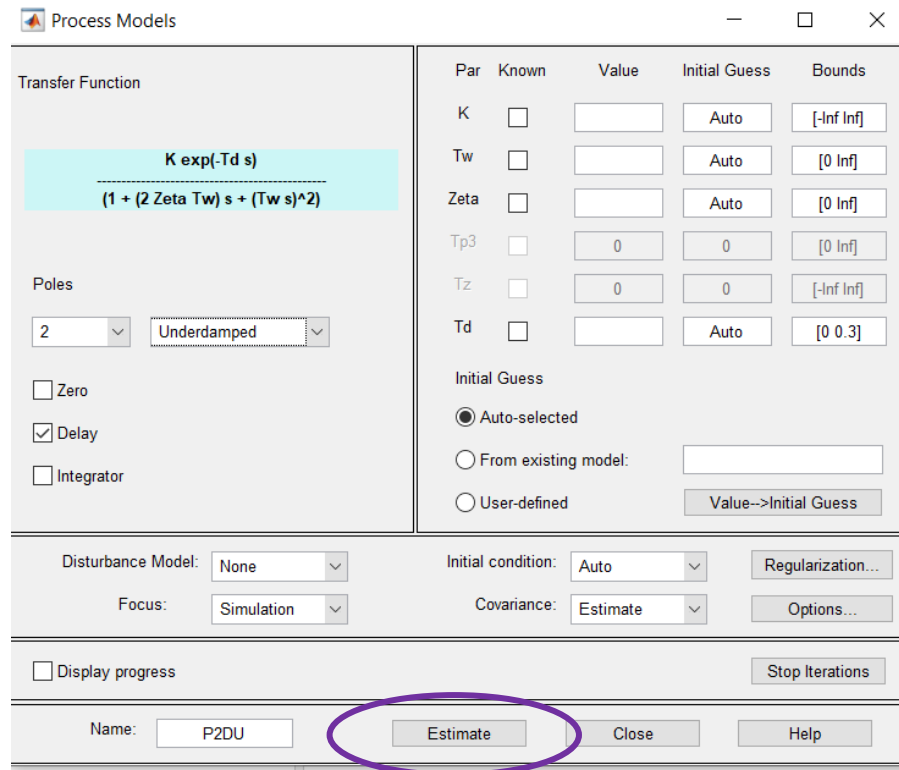 Process Models
Transfer Function
K exp(-Td s)
----------------------------------------------
(1 + (2 Zeta Tw) s + (Tw s)^2)
Poles
2 Underdamped
Zero
Delay
Integrator
Par Known Value Initial Guess Bounds
K Auto [-Inf Inf]
Tw Auto [0 Inf]
Zeta Auto [0 Inf]
Tp3 0 0 [0 Inf]
Tz 0 0 [-Inf Inf]
Td Auto [0 0.3]
Initial Guess
Auto-selected
From existing model:
User-defined Value-->Initial Guess
Disturbance Model: None Initial condition: Auto Regularization...
Focus: Simulation Covariance: Estimate Options...
Display progress Stop Iterations
Name: P2DU Estimate Close Help